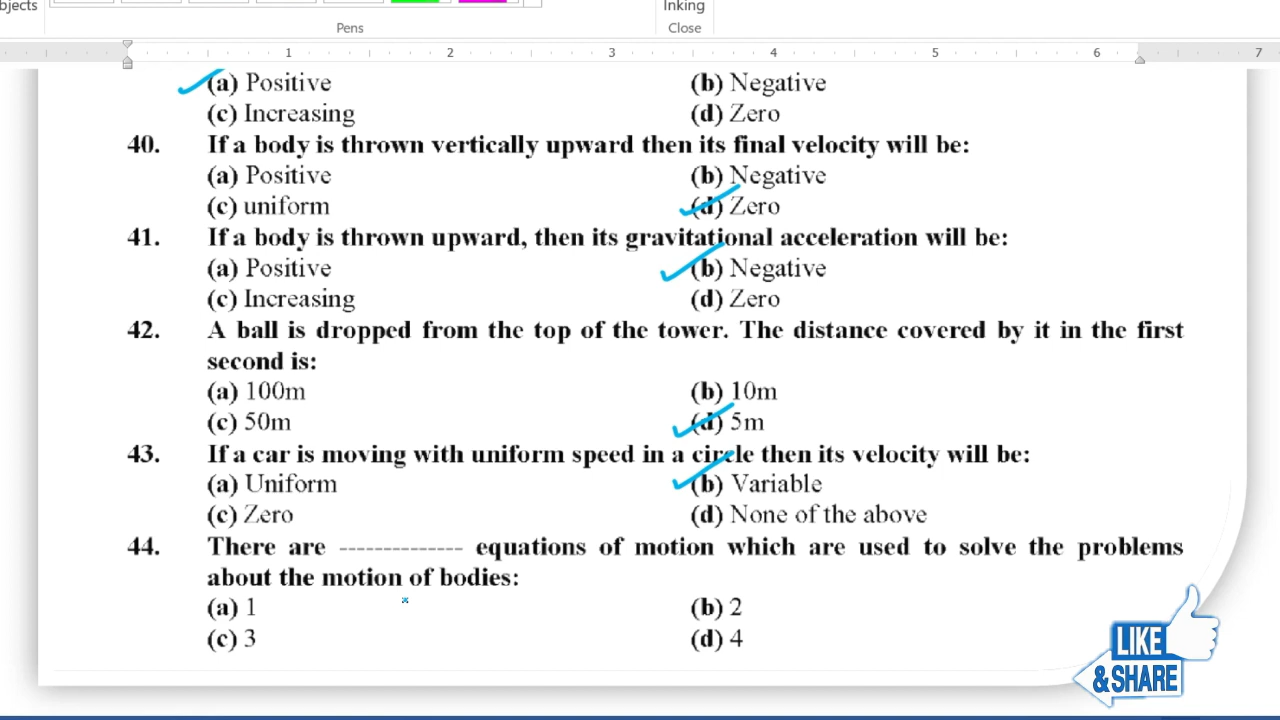 bjects
Pens
Inking
Close
1 2 3 4 5 6 7
(a) Positive (b) Negative
(c) Increasing (d) Zero
40. If a body is thrown vertically upward then its final velocity will be:
(a) Positive (b) Negative
(c) uniform (d) Zero
41. If a body is thrown upward, then its gravitational acceleration will be:
(a) Positive (b) Negative
(c) Increasing (d) Zero
42. A ball is dropped from the top of the tower. The distance covered by it in the first
second is:
(a) 100m (b) 10m
(c) 50m (d) 5m
43. If a car is moving with uniform speed in a circle then its velocity will be:
(a) Uniform (b) Variable
(c) Zero (d) None of the above
44. There are -------------- equations of motion which are used to solve the problems
about the motion of bodies:
(a) 1 (b) 2
(c) 3 (d) 4
LIKE
& SHARE